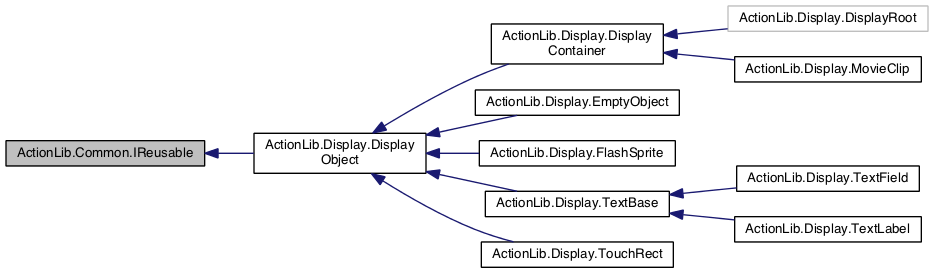 ActionLib.Common.IReusable
ActionLib.Display.Display
Object
ActionLib.Display.Display
Container
ActionLib.Display.EmptyObject
ActionLib.Display.FlashSprite
ActionLib.Display.TextBase
ActionLib.Display.TouchRect
ActionLib.Display.DisplayRoot
ActionLib.Display.MovieClip
ActionLib.Display.TextField
ActionLib.Display.TextLabel